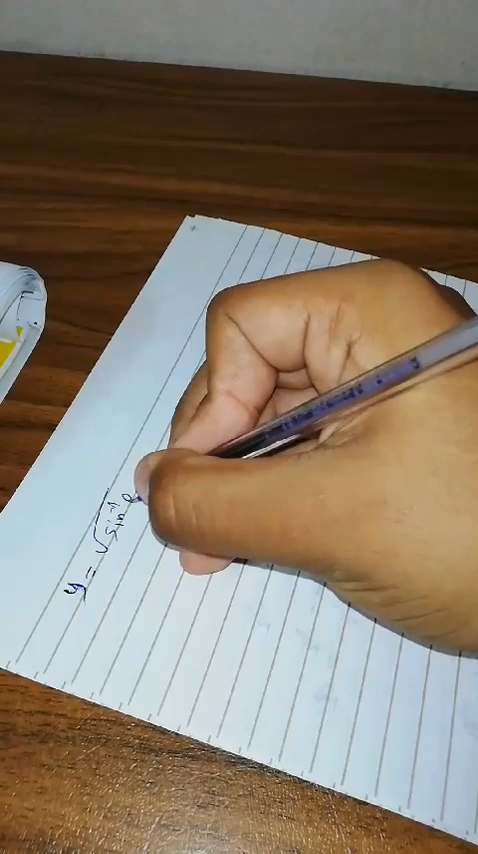 y = √sin⁻¹